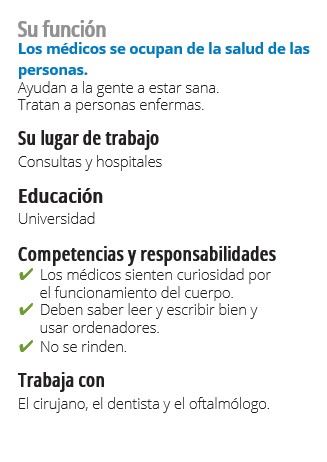 Su función
Los médicos se ocupan de la salud de las
personas.
Ayudan a la gente a estar sana.
Tratan a personas enfermas.
Su lugar de trabajo
Consultas y hospitales
Educación
Universidad
Competencias y responsabilidades
✔ Los médicos sienten curiosidad por
el funcionamiento del cuerpo.
✔ Deben saber leer y escribir bien y
usar ordenadores.
✔ No se rinden.
Trabaja con
El cirujano, el dentista y el oftalmólogo.